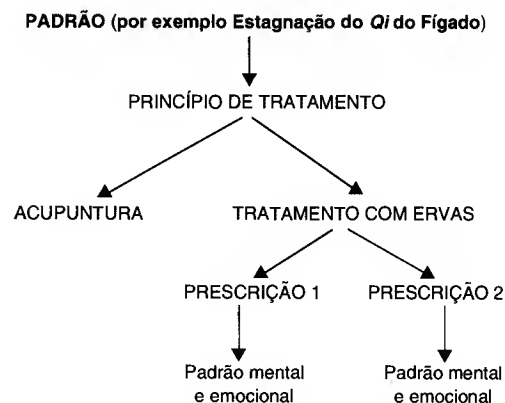 PADRÃO (por exemplo Estagnação do Qi do Fígado)
PRINCÍPIO DE TRATAMENTO
ACUPUNTURA
TRATAMENTO COM ERVAS
PRESCRIÇÃO 1
PRESCRIÇÃO 2
Padrão mental
e emocional
Padrão mental
e emocional